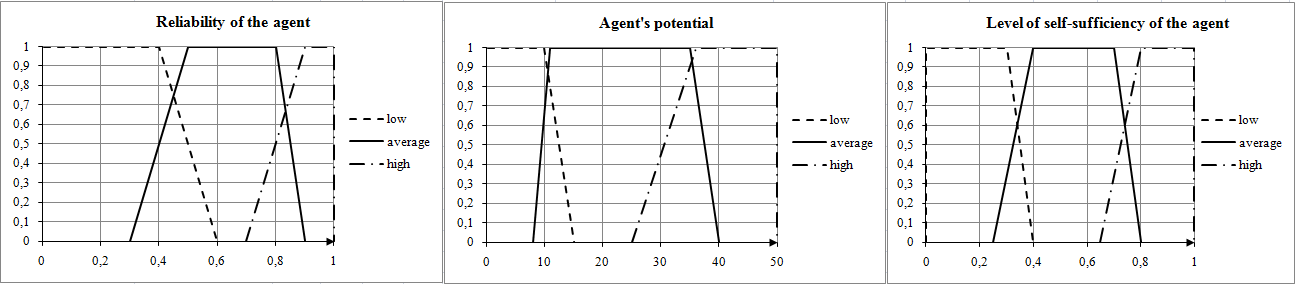 Reliability of the agent
1
0,9
0,8
0,7
0,6
0,5
0,4
0,3
0,2
0,1
0
0 0,2 0,4 0,6 0,8 1
low
average
high
Agent's potential
1
0,9
0,8
0,7
0,6
0,5
0,4
0,3
0,2
0,1
0
0 10 20 30 40 50
low
average
high
Level of self-sufficiency of the agent
1
0,9
0,8
0,7
0,6
0,5
0,4
0,3
0,2
0,1
0
0 0,2 0,4 0,6 0,8 1
low
average
high